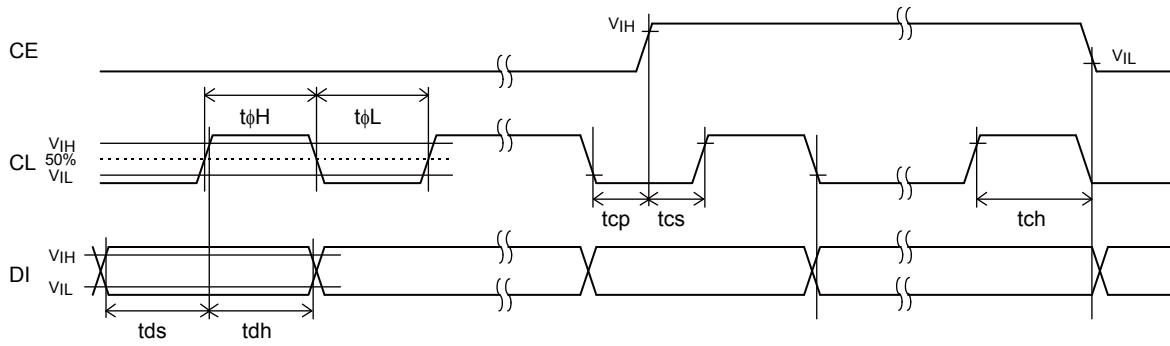 CE
VIH
VIL
tϕH
tϕL
CL
VIH
50%
VIL
tcp
tcs
tch
DI
VIH
VIL
tds
tdh